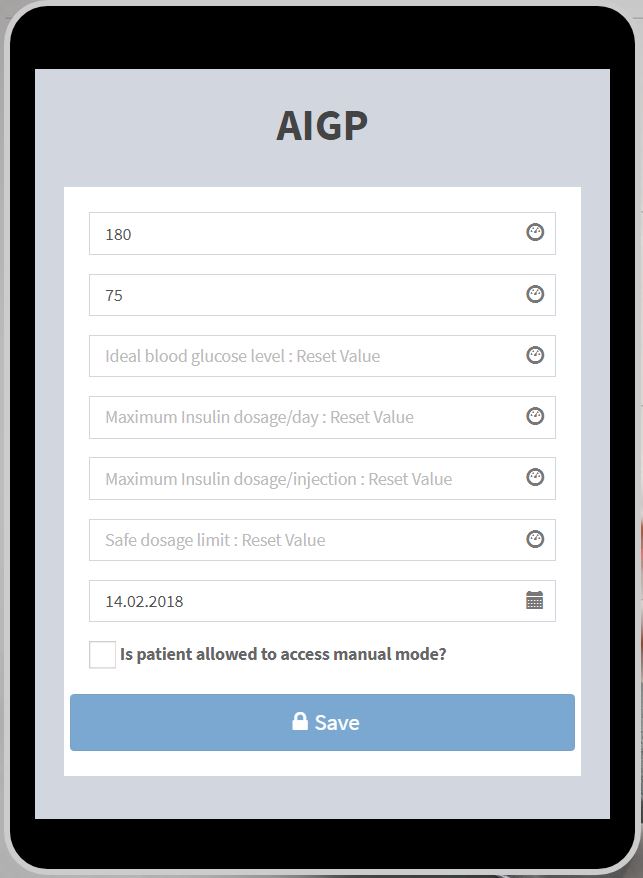 AIGP
180
75
Ideal blood glucose level : Reset Value
Maximum Insulin dosage/day : Reset Value
Maximum Insulin dosage/injection : Reset Value
Safe dosage limit : Reset Value
14.02.2018
Is patient allowed to access manual mode?
Save